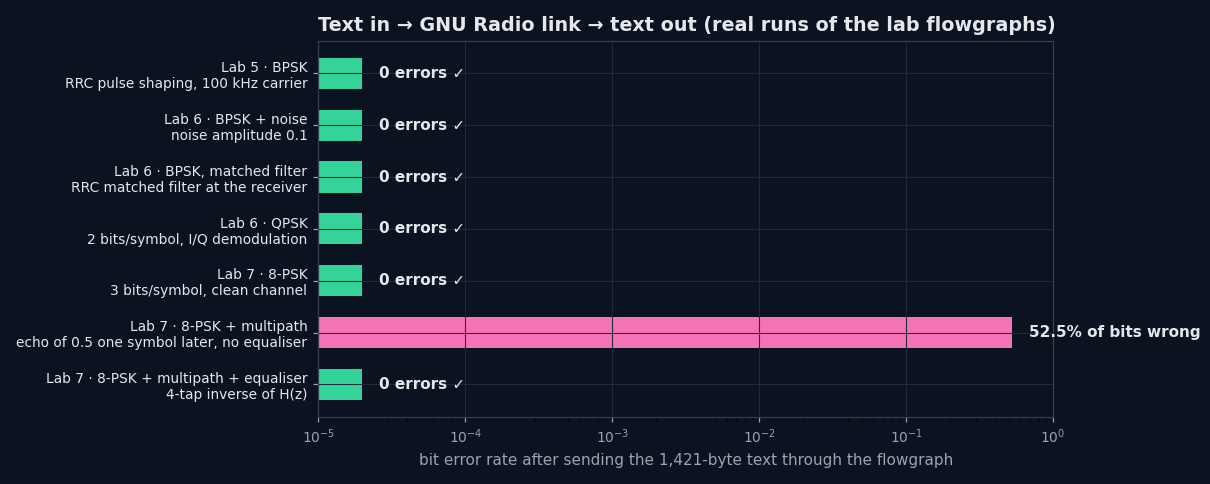 Text in → GNU Radio link → text out (real runs of the lab flowgraphs)
Lab 5 · BPSK
RRC pulse shaping, 100 kHz carrier
0 errors ✓
Lab 6 · BPSK + noise
noise amplitude 0.1
0 errors ✓
Lab 6 · BPSK, matched filter
RRC matched filter at the receiver
0 errors ✓
Lab 6 · QPSK
2 bits/symbol, I/Q demodulation
0 errors ✓
Lab 7 · 8-PSK
3 bits/symbol, clean channel
0 errors ✓
Lab 7 · 8-PSK + multipath
echo of 0.5 one symbol later, no equaliser
52.5% of bits wrong
Lab 7 · 8-PSK + multipath + equaliser
4-tap inverse of H(z)
0 errors ✓
10⁻⁵ 10⁻⁴ 10⁻³ 10⁻² 10⁻¹ 10⁰
bit error rate after sending the 1,421-byte text through the flowgraph